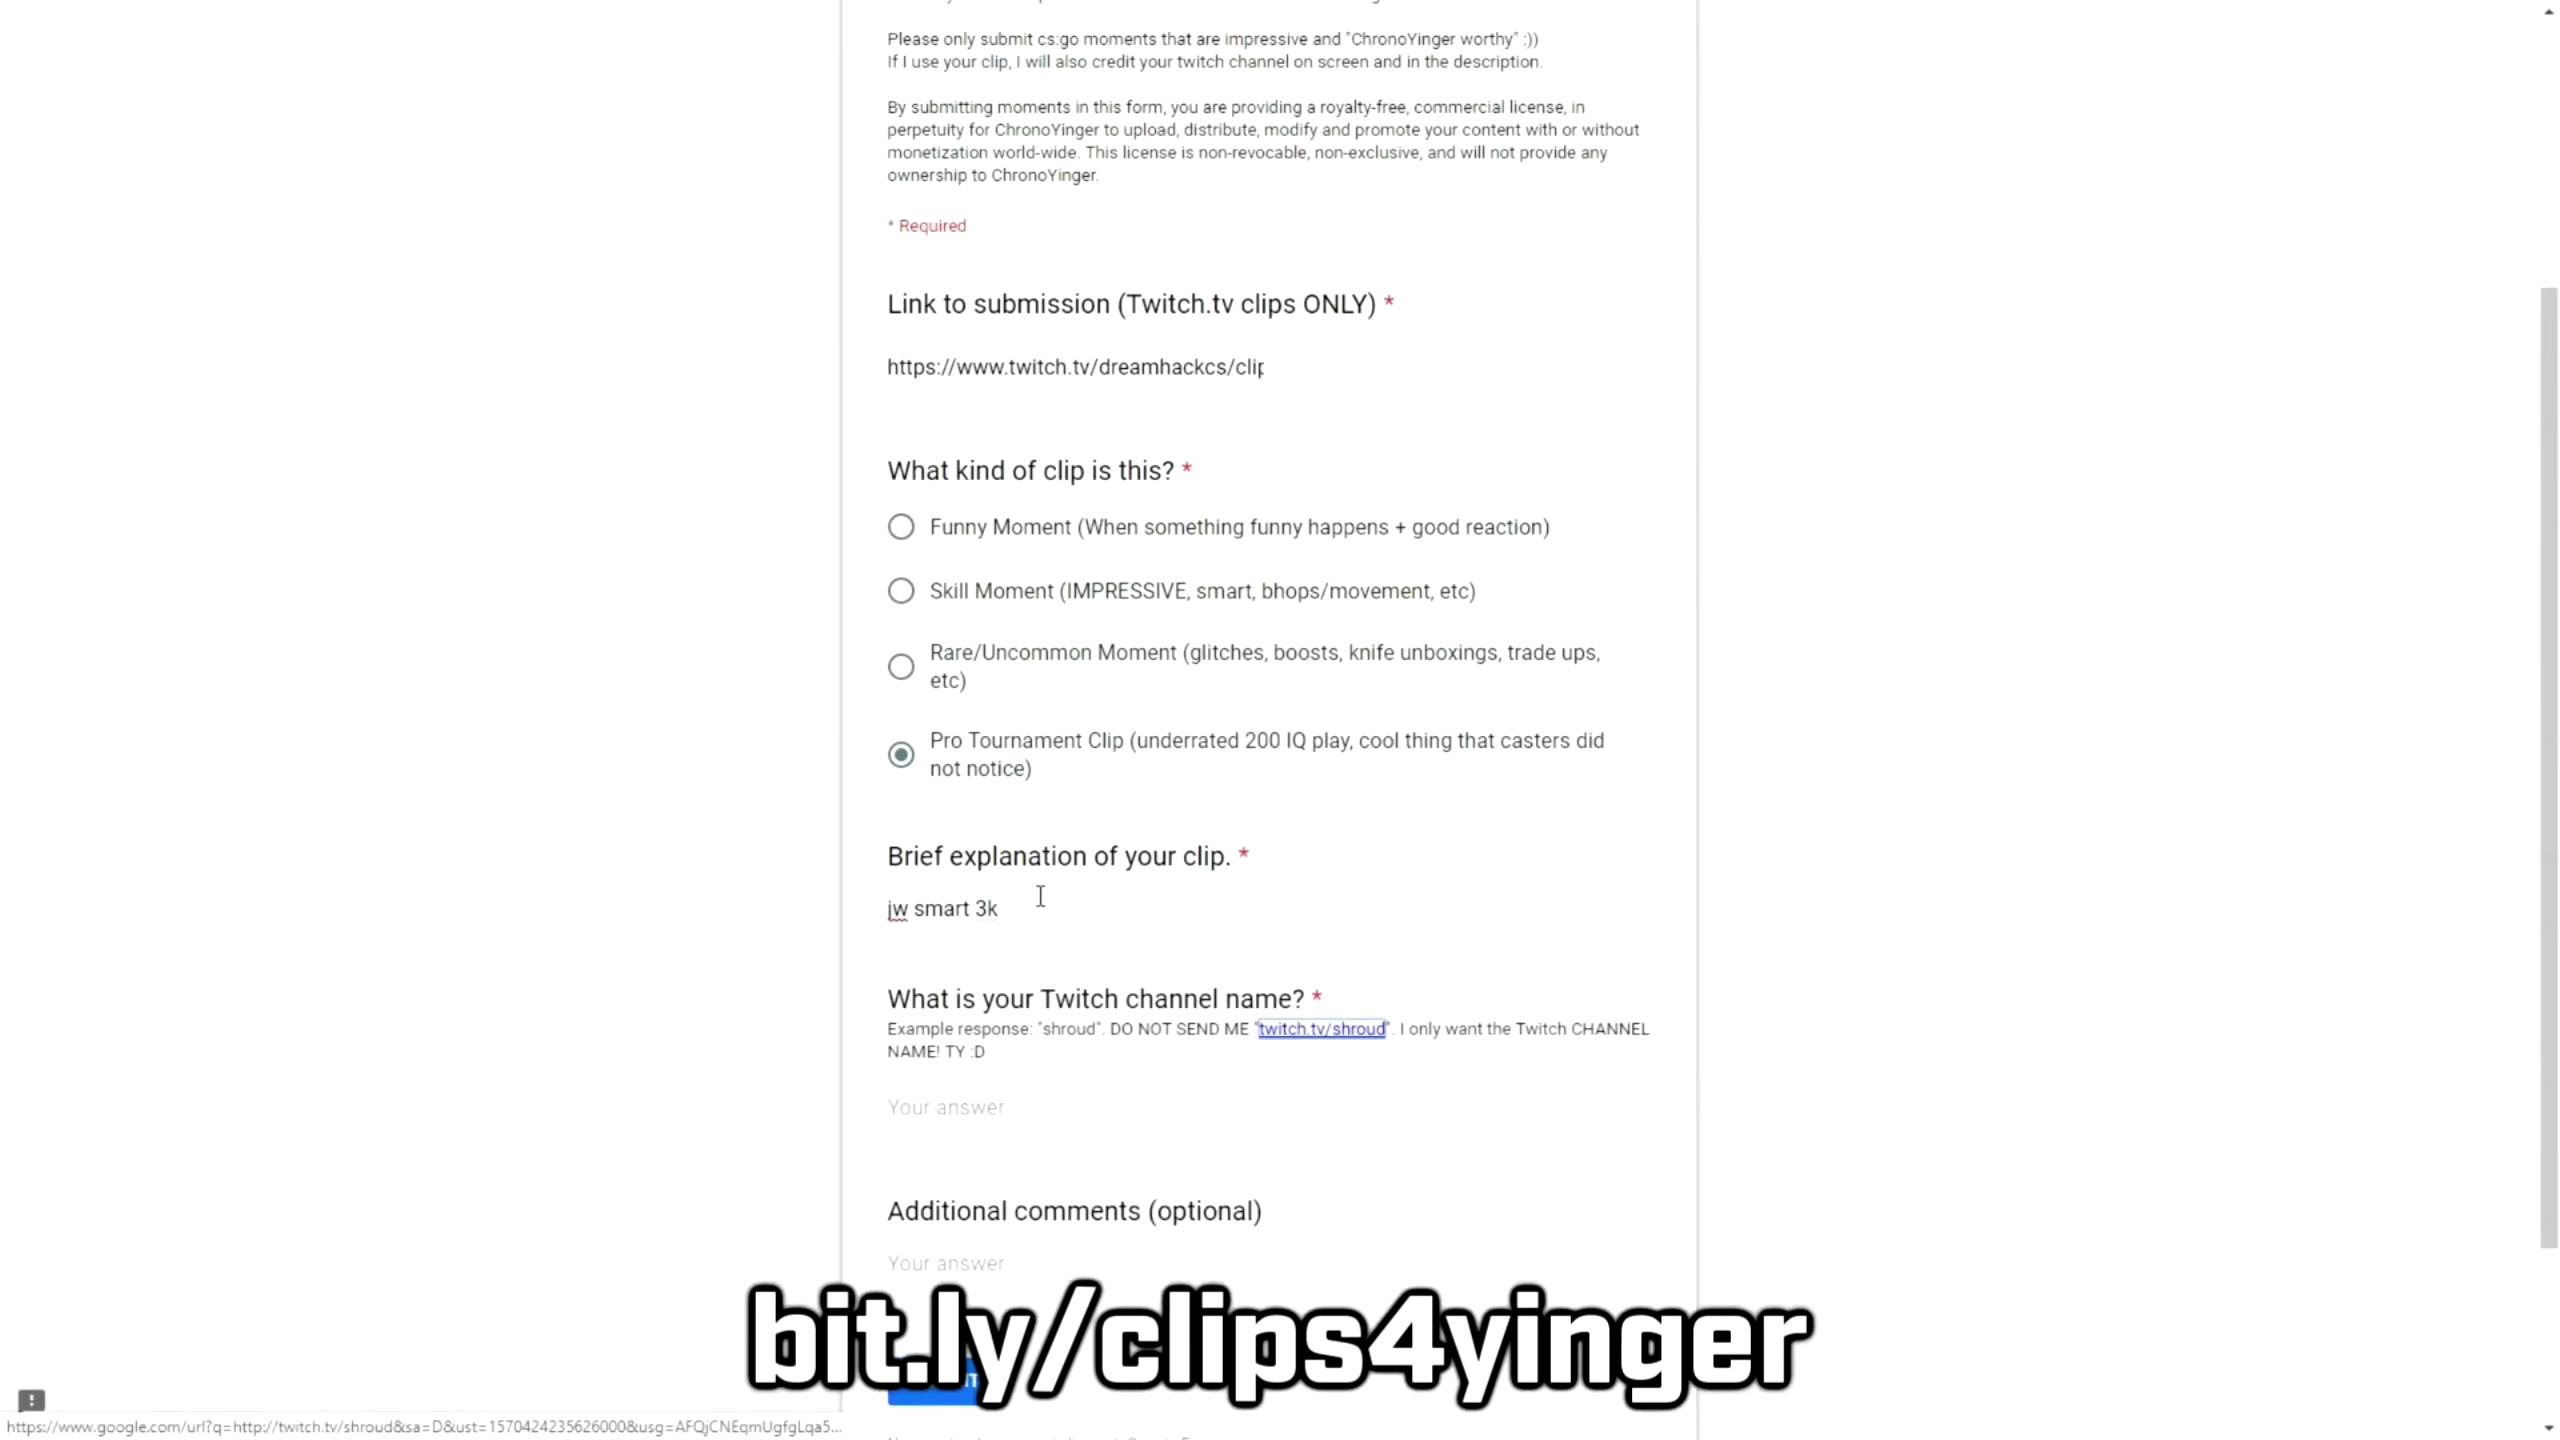 Please only submit cs:go moments that are impressive and "ChronoYinger worthy" :))
If I use your clip, I will also credit your twitch channel on screen and in the description.
By submitting moments in this form, you are providing a royalty-free, commercial license, in
perpetuity for ChronoYinger to upload, distribute, modify and promote your content with or without
monetization world-wide. This license is non-revocable, non-exclusive, and will not provide any
ownership to ChronoYinger.
* Required
Link to submission (Twitch.tv clips ONLY) *
https://www.twitch.tv/dreamhackcs/clip
What kind of clip is this? *
Funny Moment (When something funny happens + good reaction)
Skill Moment (IMPRESSIVE, smart, bhops/movement, etc)
Rare/Uncommon Moment (glitches, boosts, knife unboxings, trade ups,
etc)
Pro Tournament Clip (underrated 200 IQ play, cool thing that casters did
not notice)
Brief explanation of your clip. *
jw smart 3k
What is your Twitch channel name? *
Example response: "shroud". DO NOT SEND ME "twitch.tv/shroud". I only want the Twitch CHANNEL
NAME! TY :D
Your answer
Additional comments (optional)
Your answer
bit.ly/clips4yinger
https://www.google.com/url?q=http://twitch.tv/shroud&sa=D&ust=1570424235626000&usg=AFQjCNEqmUgfgLqa5...